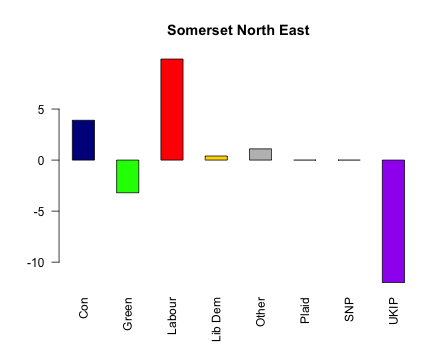 Somerset North East
5
0
-5
-10
Con
Green
Labour
Lib Dem
Other
Plaid
SNP
UKIP